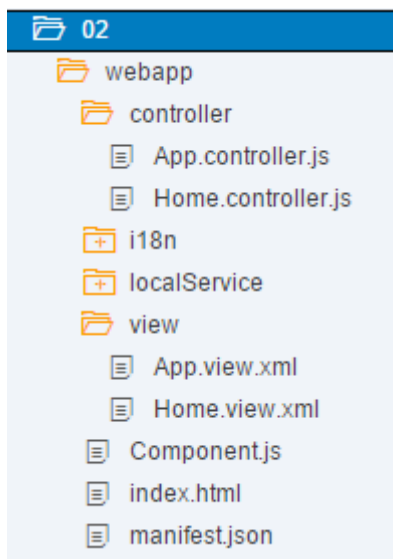 02
webapp
controller
App.controller.js
Home.controller.js
i18n
localService
view
App.view.xml
Home.view.xml
Component.js
index.html
manifest.json